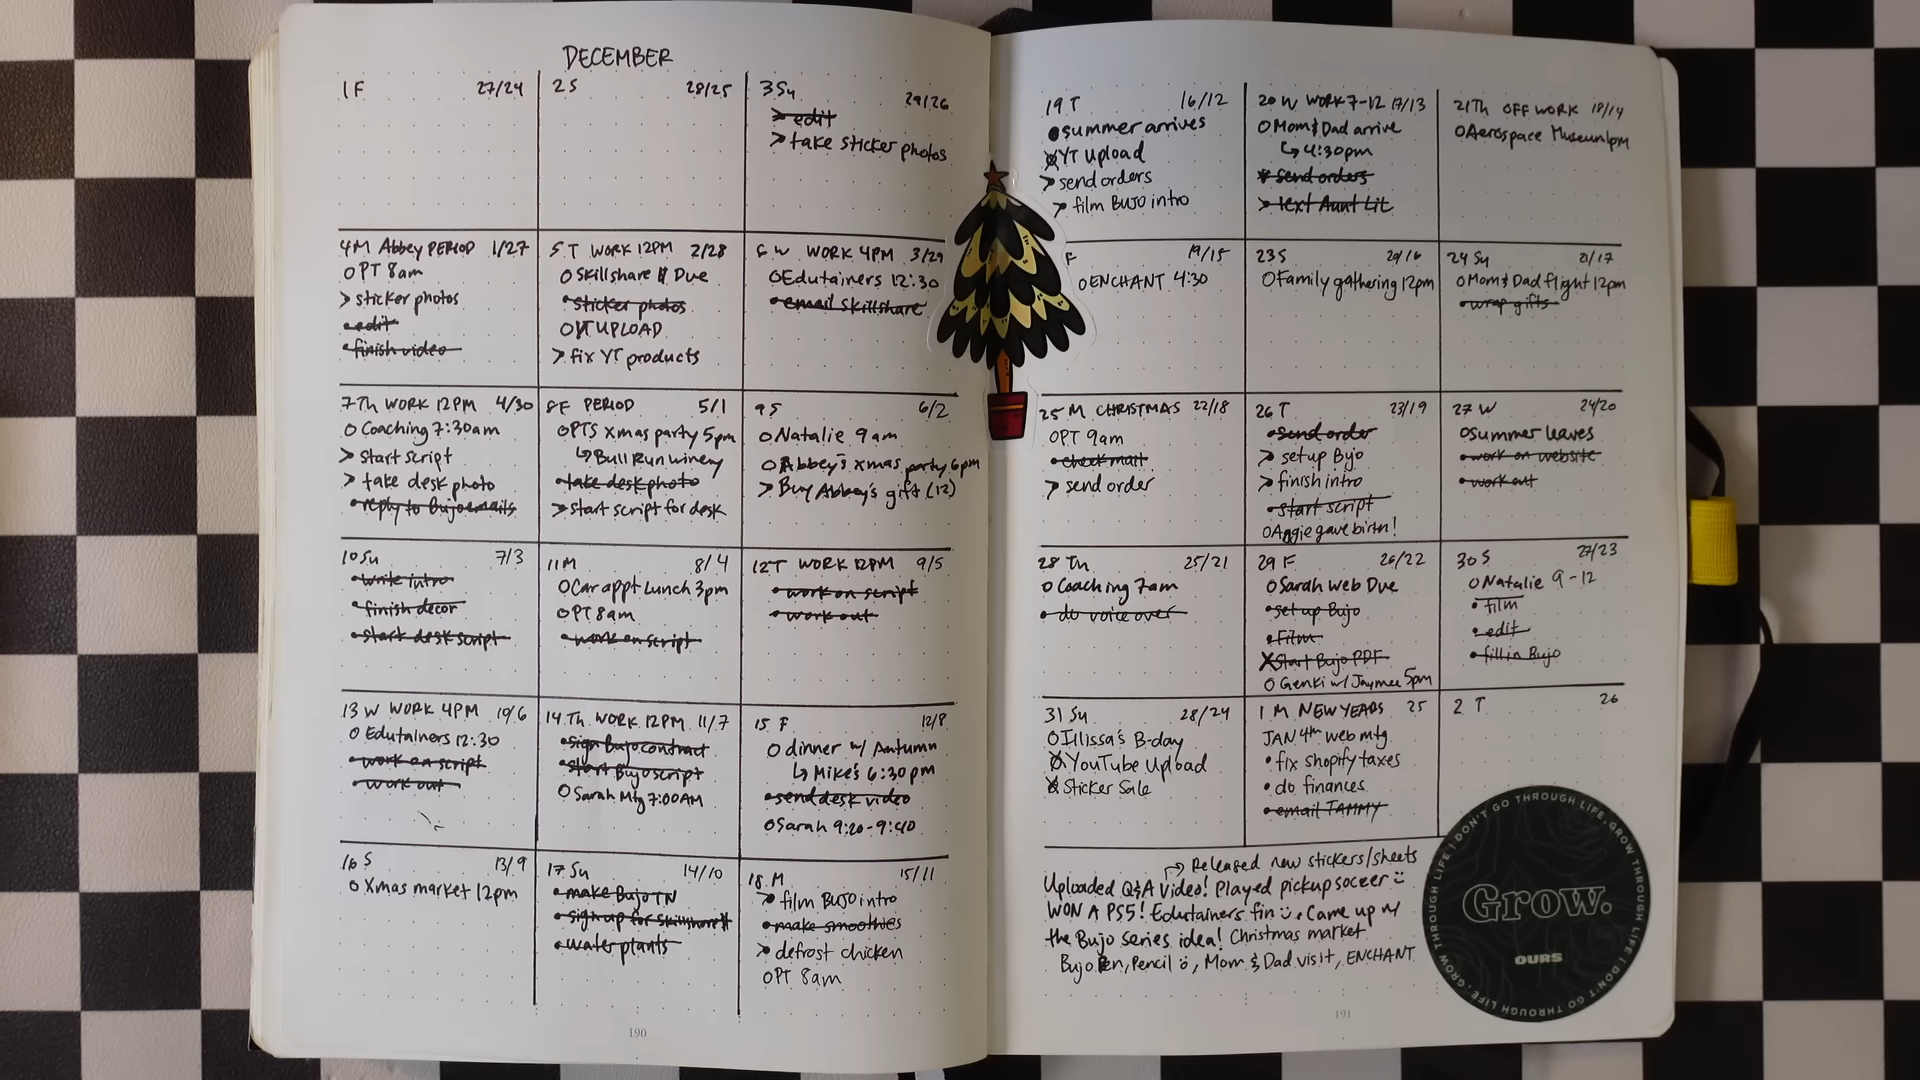 DECEMBER
1 F 27/24
2 S 28/25
3 Su 29/26
edit
> take sticker photos
4 M Abbey PERIOD 1/27
O PT 8am
> sticker photos
• edit
• finish video
5 T WORK 12PM 2/28
O Skillshare # Due
• sticker photos
O YT UPLOAD
> fix YT products
6 W WORK 4PM 3/29
O Edutainers 12:30
• email skillshare
7 Th WORK 12PM 4/30
O Coaching 7:30am
> start script
> take desk photo
• reply to Bujo emails
8 F PERIOD 5/1
O PTS xmas party 5pm
↳ Bull Run Winery
• take desk photo
> start script for desk
9 S 6/2
O Natalie 9am
O Abbey's xmas party 6pm
> Buy Abbey's gift (12)
10 Su 7/3
• write intro
• finish decor
• start desk script
11 M 8/4
O Car appt Lunch 3pm
O PT 8am
• work on script
12 T WORK 12PM 9/5
• work on script
• work out
13 W WORK 4PM 10/6
O Edutainers 12:30
• work on script
• work out
14 Th WORK 12PM 11/7
• sign Bujo contract
• start Bujo script
O Sarah Mtg 7:00AM
15 F 12/8
O dinner w/ Autumn
↳ Mike's 6:30pm
• send desk video
O Sarah 9:20-9:40
16 S 13/9
O Xmas market 12pm
17 Su 14/10
• make Bujo TN
• sign up for Skillshare #
• water plants
18 M 15/11
> film BUJO intro
• make smoothies
> defrost chicken
O PT 8am
190
19 T 16/12
summer arrives
YT Upload
> send orders
> film BUJO intro
20 W WORK 7-12 17/13
O Mom & Dad arrive
↳ 4:30pm
send orders
> text Aunt Lit
21 Th OFF WORK 18/14
O Aerospace Museum 1pm
F 19/15
O ENCHANT 4:30
23 S 20/16
O Family gathering 12pm
24 Su 21/17
O Mom & Dad flight 12pm
• wrap gifts
25 M CHRISTMAS 22/18
O PT 9am
• check mail
> send order
26 T 23/19
• send order
> setup Bujo
> finish intro
• start script
O Aggie gave birth!
27 W 24/20
O summer leaves
• work on website
• work out
28 Th 25/21
O Coaching 7am
• do voice over
29 F 26/22
O Sarah Web Due
• set up Bujo
• Film
X Start Bujo PDF
O Genki w/ Jaymee 5pm
30 S 27/23
O Natalie 9-12
• film
• edit
• fill in Bujo
31 Su 28/24
O Illissa's B-day
YouTube Upload
Sticker Sale
1 M NEW YEARS 25
JAN 4th web mtg
• fix shopify taxes
• do finances
• email TAMMY
2 T 26
→ Released new stickers/sheets
Uploaded Q&A Video! Played pickup soccer
WON A PS5! Edutainers fin. Came up w/
the Bujo series idea! Christmas market
Bujo Pen, Pencil, Mom & Dad visit, ENCHANT
DON'T GO THROUGH LIFE, GROW THROUGH LIFE | DON'T GO THROUGH LIFE, GROW THROUGH LIFE |
Grow.
OURS
191